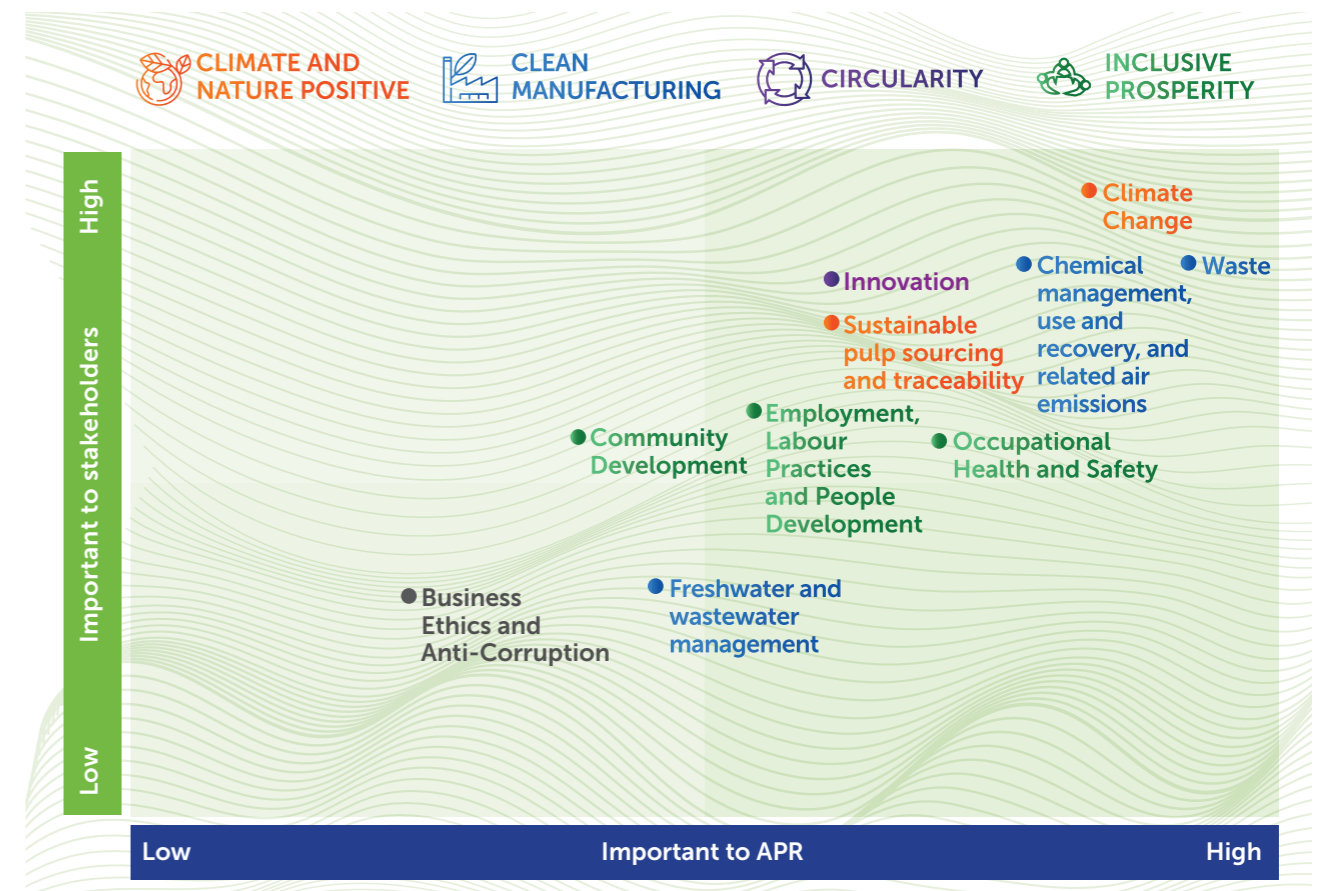 CLIMATE AND
NATURE POSITIVE
CLEAN
MANUFACTURING
CIRCULARITY
INCLUSIVE
PROSPERITY
High
Important to stakeholders
Low
Climate
Change
Chemical
management,
use and
recovery, and
related air
emissions
Waste
Innovation
Sustainable
pulp sourcing
and traceability
Employment,
Labour
Practices
and People
Development
Community
Development
Occupational
Health and Safety
Business
Ethics and
Anti-Corruption
Freshwater and
wastewater
management
Low
Important to APR
High